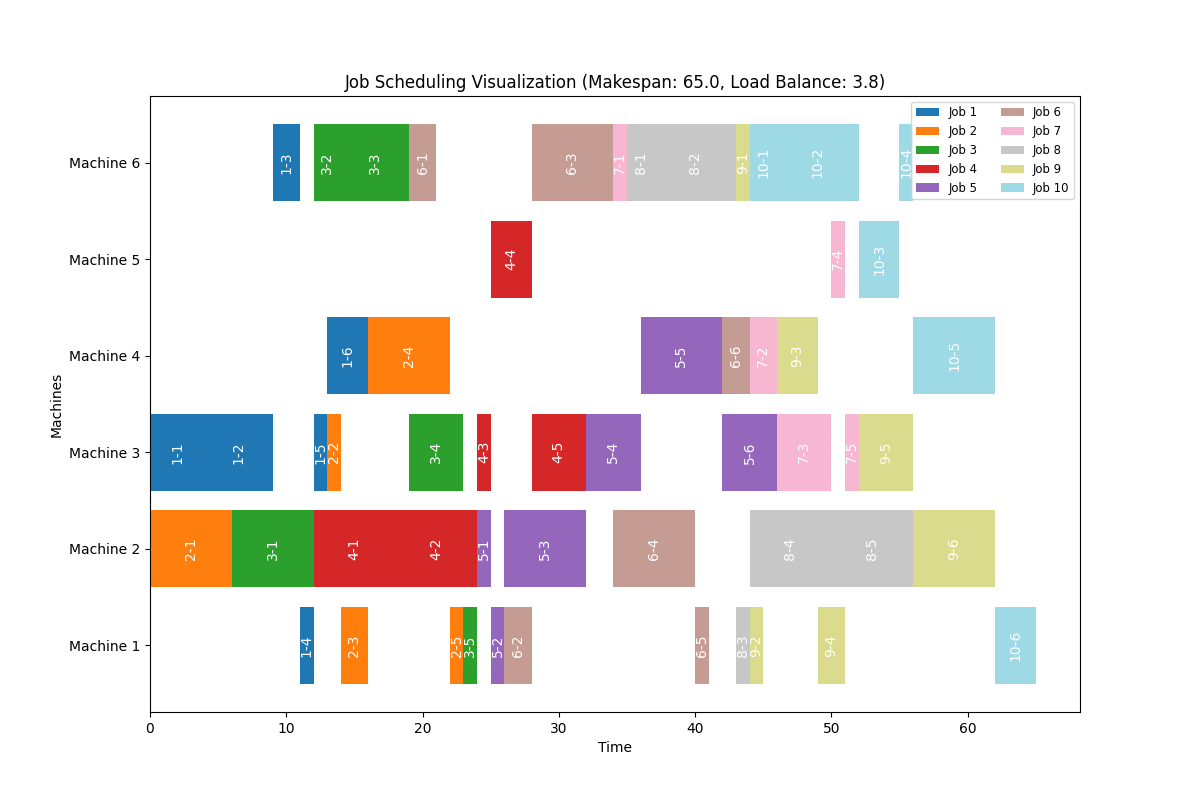 Job Scheduling Visualization (Makespan: 65.0, Load Balance: 3.8)
Job 1 Job 6
Job 2 Job 7
Job 3 Job 8
Job 4 Job 9
Job 5 Job 10
Machines
Machine 6 1-3 3-2 3-3 6-1 6-3 7-1 8-1 8-2 9-1 10-1 10-2 10-4
Machine 5 4-4 7-4 10-3
Machine 4 1-6 2-4 5-5 6-6 7-2 9-3 10-5
Machine 3 1-1 1-2 1-5 2-2 3-4 4-3 4-5 5-4 5-6 7-3 7-5 9-5
Machine 2 2-1 3-1 4-1 4-2 5-1 5-3 6-4 8-4 8-5 9-6
Machine 1 1-4 2-3 2-5 3-5 5-2 6-2 6-5 8-3 9-2 9-4 10-6
0 10 20 30 40 50 60
Time